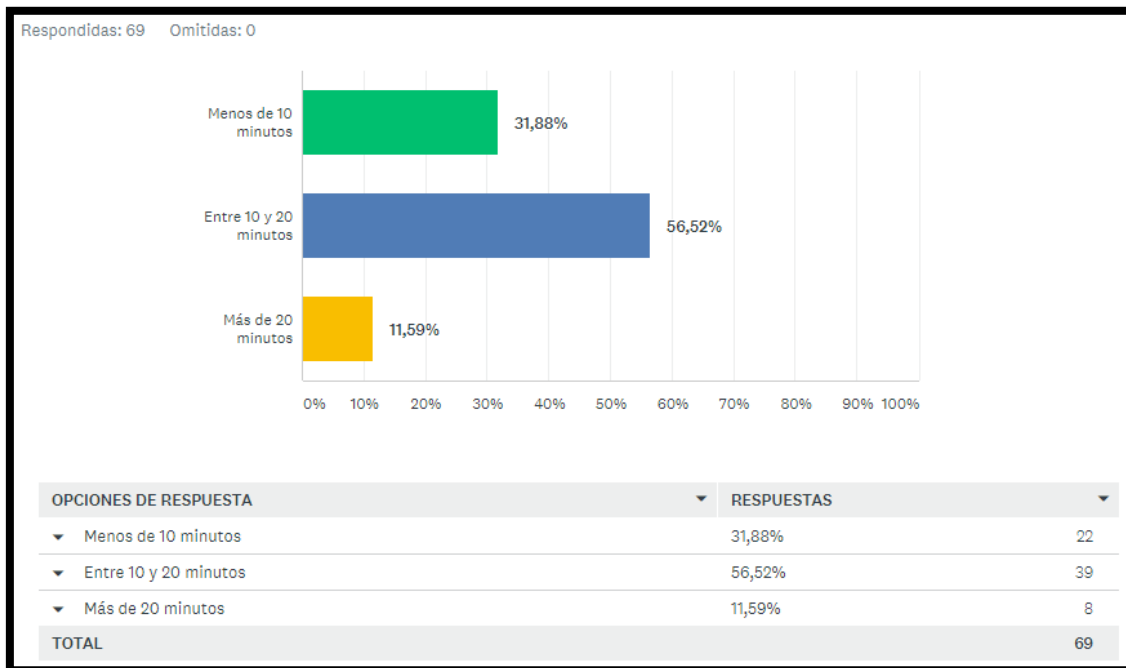 Respondidas: 69 Omitidas: 0
Menos de 10
minutos
31,88%
Entre 10 y 20
minutos
56,52%
Más de 20
minutos
11,59%
0% 10% 20% 30% 40% 50% 60% 70% 80% 90% 100%
OPCIONES DE RESPUESTA RESPUESTAS
Menos de 10 minutos 31,88% 22
Entre 10 y 20 minutos 56,52% 39
Más de 20 minutos 11,59% 8
TOTAL 69